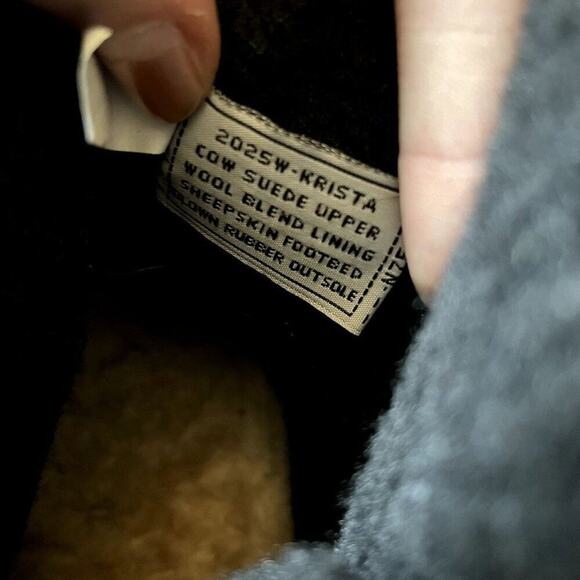 2025W-KRISTA
COW SUEDE UPPER
WOOL BLEND LINING
SHEEPSKIN FOOTBED
BLOWN RUBBER OUTSOLE